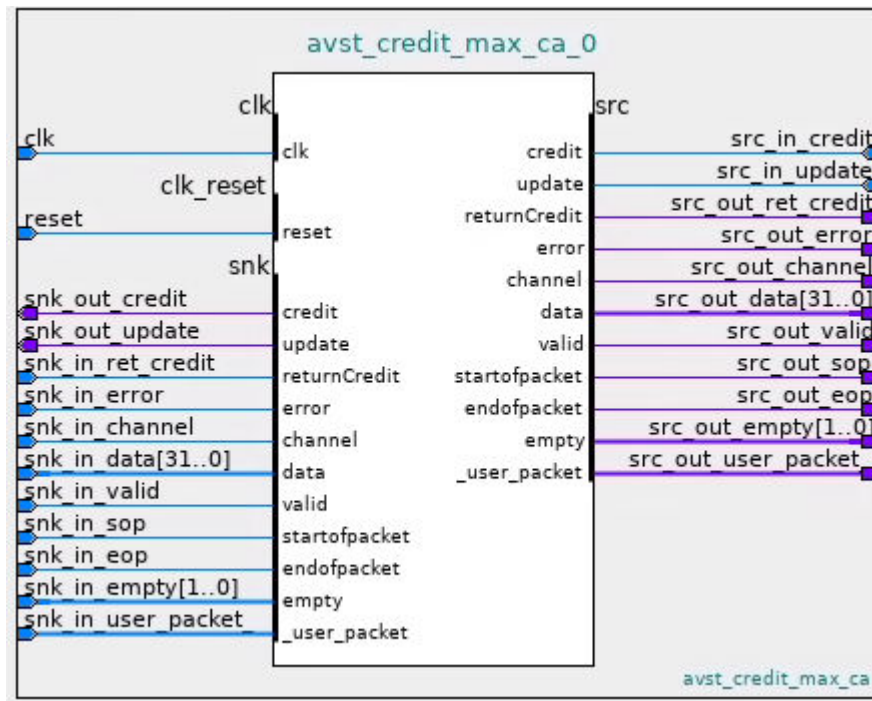 avst_credit_max_ca_0
clk
src
clk
clk
credit
src_in_credit
clk_reset
update
src_in_update
reset
reset
returnCredit
src_out_ret_credit
error
src_out_error
snk
channel
src_out_channel
snk_out_credit
credit
data
src_out_data[31..0]
snk_out_update
update
valid
src_out_valid
snk_in_ret_credit
returnCredit
startofpacket
src_out_sop
snk_in_error
error
endofpacket
src_out_eop
snk_in_channel
channel
empty
src_out_empty[1..0]
snk_in_data[31..0]
data
_user_packet
src_out_user_packet_
snk_in_valid
valid
snk_in_sop
startofpacket
snk_in_eop
endofpacket
snk_in_empty[1..0]
empty
snk_in_user_packet_
_user_packet
avst_credit_max_ca